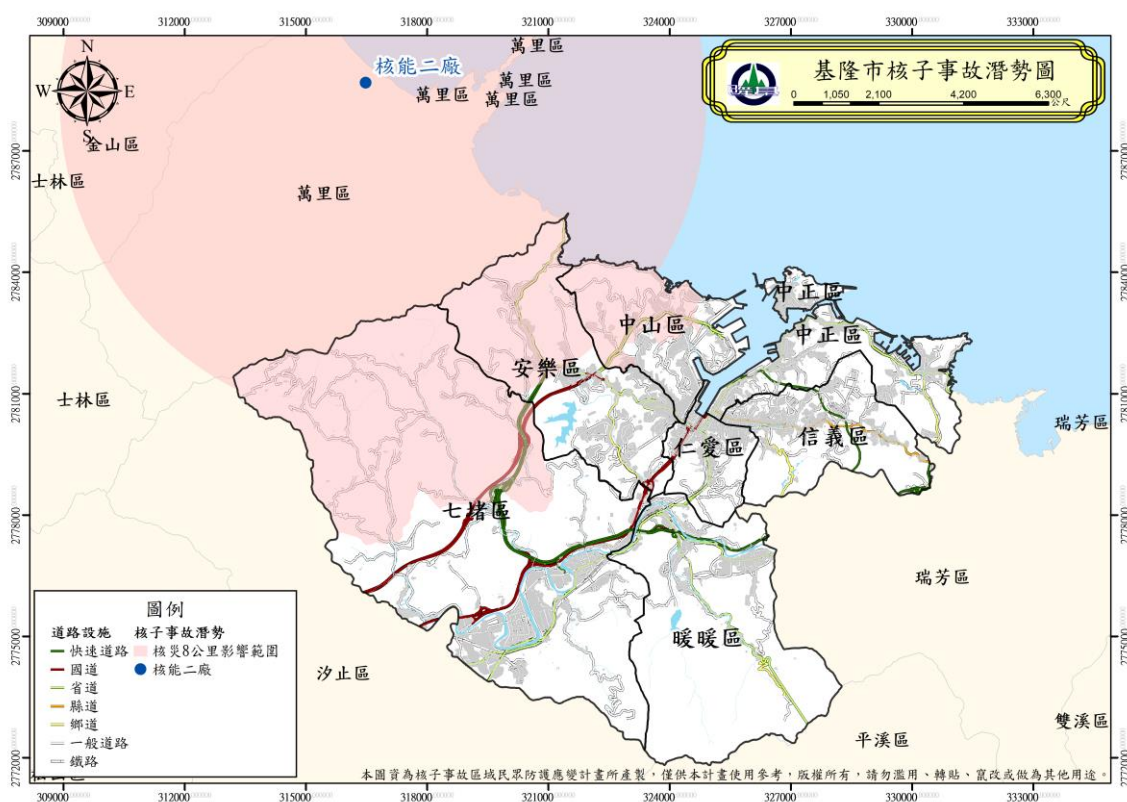 309000 312000 315000 318000 321000 324000 327000 330000 333000
基隆市核子事故潛勢圖
0 1,050 2,100 4,200 6,300
公尺
N
W E
S
核能二廠
萬里區
萬里區
萬里區
萬里區
金山區
士林區
萬里區
2787000 2787000
2784000 2784000
中正區
中山區
中正區
安樂區
2781000 2781000
士林區
瑞芳區
信義區
仁愛區
七堵區
2778000 2778000
瑞芳區
圖例
道路設施 核子事故潛勢
快速道路 核災8公里影響範圍
國道 核能二廠
省道
縣道
鄉道
一般道路
鐵路
2775000 2775000
暖暖區
汐止區
雙溪區
平溪區
2772000 2772000
本圖資為核子事故區域民眾防護應變計畫所產製，僅供本計畫使用參考，版權所有，請勿濫用、轉貼、竄改或做為其他用途。
309000 312000 315000 318000 321000 324000 327000 330000 333000